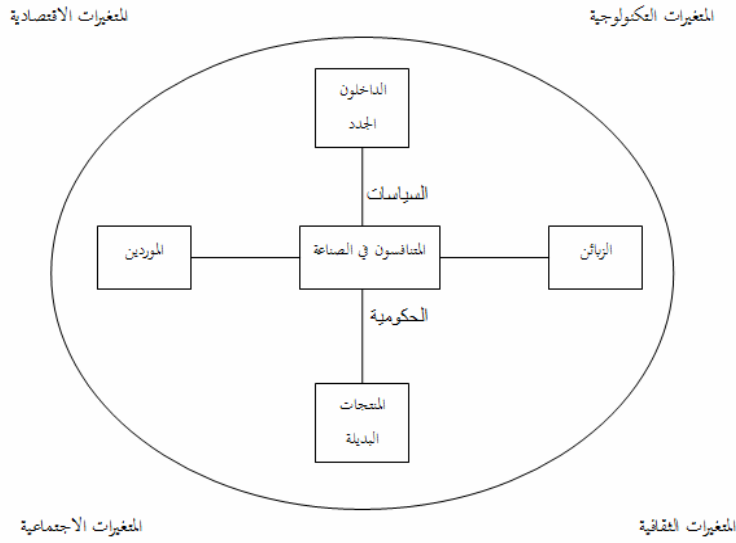 المتغيرات التكنولوجية
المتغيرات الاقتصادية
الداخلون
الجدد
السياسات
الزبائن
المتنافسون في الصناعة
الموردين
الحكومية
المنتجات
البديلة
المتغيرات الثقافية
المتغيرات الاجتماعية